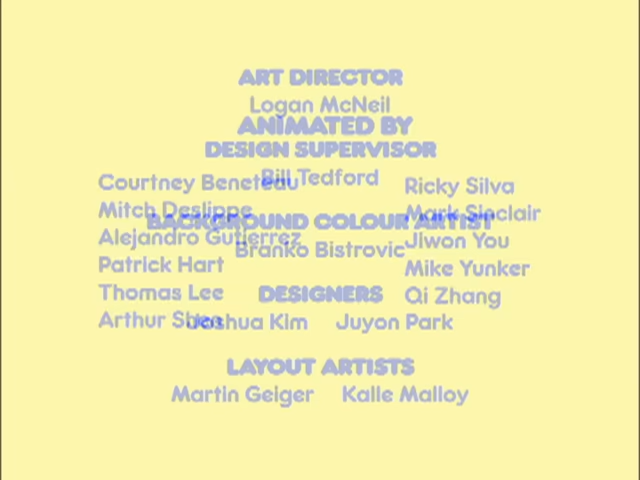 ART DIRECTOR
Logan McNeil
ANIMATED BY
DESIGN SUPERVISOR
Bill Tedford
Courtney Beneteau
Ricky Silva
Mitch Deslippe
Mark Sinclair
BACKGROUND COLOUR ARTIST
Alejandro Gutierrez
Jiwon You
Branko Bistrovic
Patrick Hart
Mike Yunker
Thomas Lee
DESIGNERS
Qi Zhang
Arthur Shen
Joshua Kim Juyon Park
LAYOUT ARTISTS
Martin Geiger Kalle Malloy